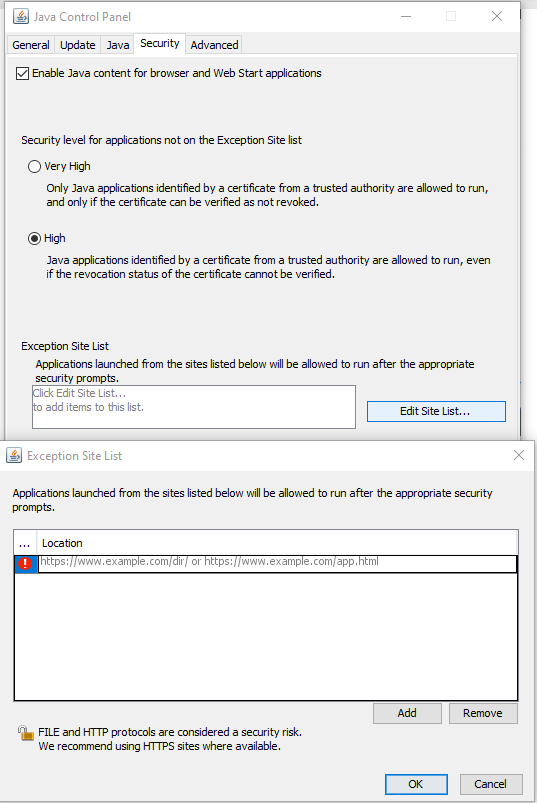 Java Control Panel
General Update Java Security Advanced
Enable Java content for browser and Web Start applications
Security level for applications not on the Exception Site list
Very High
Only Java applications identified by a certificate from a trusted authority are allowed to run,
and only if the certificate can be verified as not revoked.
High
Java applications identified by a certificate from a trusted authority are allowed to run, even
if the revocation status of the certificate cannot be verified.
Exception Site List
Applications launched from the sites listed below will be allowed to run after the appropriate
security prompts.
Click Edit Site List...
to add items to this list.
Edit Site List...
Exception Site List
Applications launched from the sites listed below will be allowed to run after the appropriate security
prompts.
... Location
https://www.example.com/dir/ or https://www.example.com/app.html
Add Remove
FILE and HTTP protocols are considered a security risk.
We recommend using HTTPS sites where available.
OK Cancel